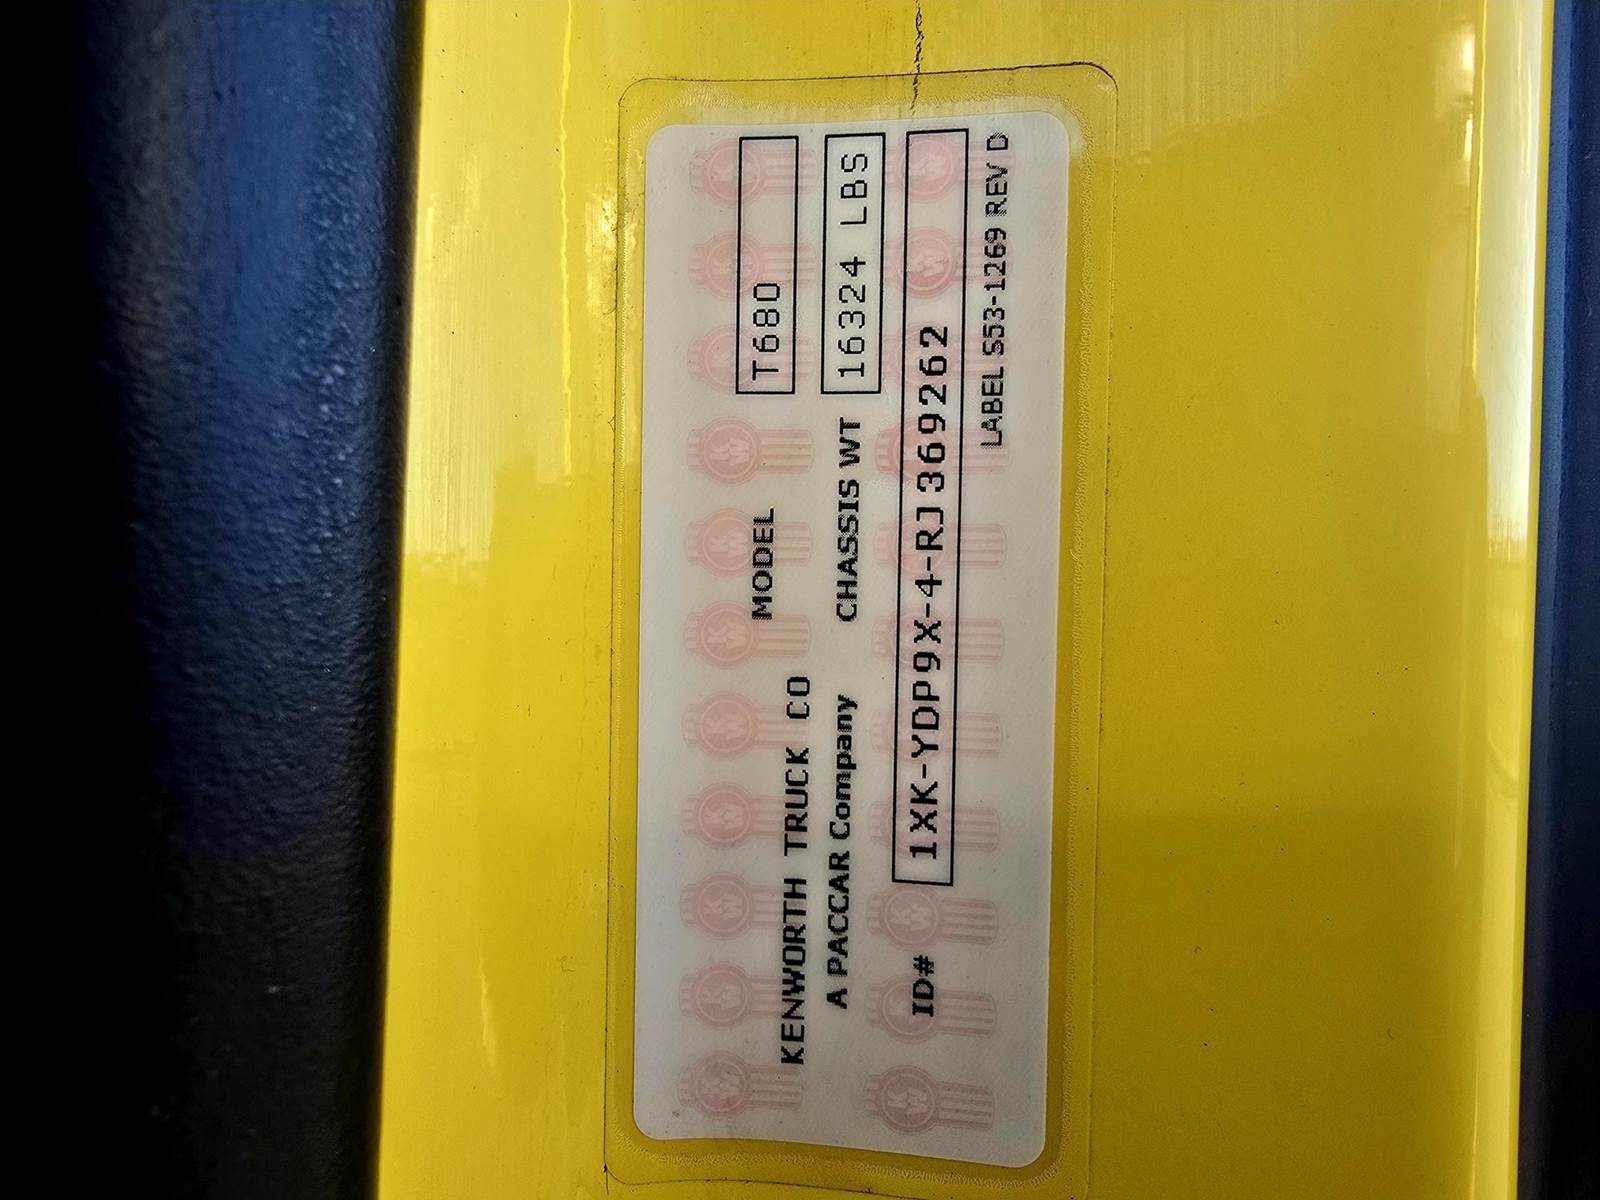 KENWORTH TRUCK CO
A PACCAR Company
MODEL T680
CHASSIS WT 16324 LBS
ID# 1XK-YDP9X-4-RJ369262
LABEL S53-1269 REV D